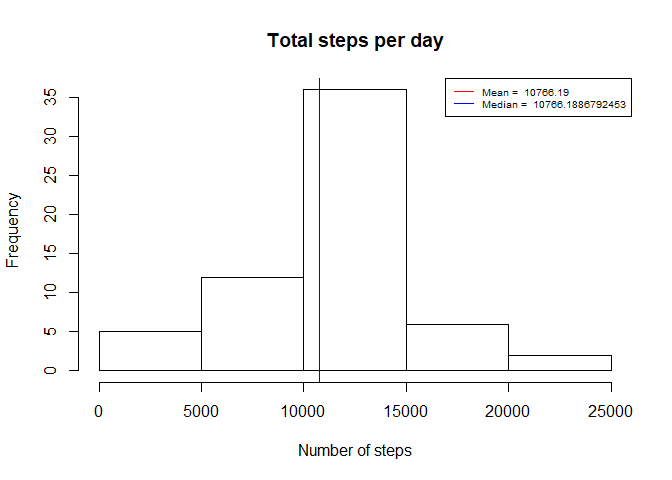 Total steps per day
Mean = 10766.19
Median = 10766.1886792453
Frequency
35
30
25
20
15
10
5
0
0 5000 10000 15000 20000 25000
Number of steps